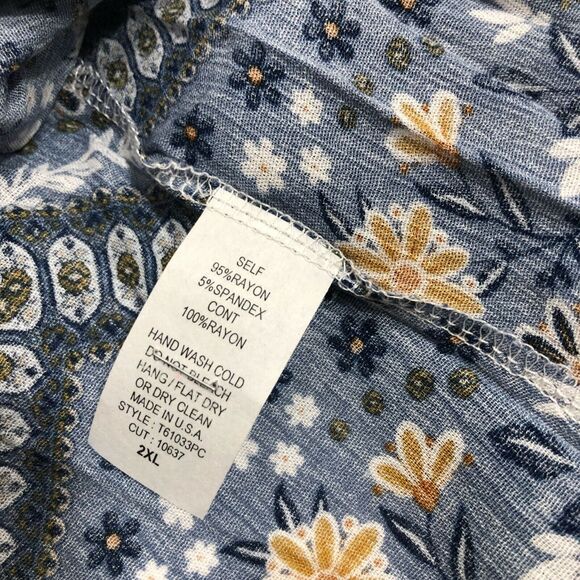 SELF
95%RAYON
5%SPANDEX
CONT
100%RAYON
HAND WASH COLD
DO NOT BLEACH
HANG / FLAT DRY
OR DRY CLEAN
MADE IN U.S.A.
STYLE : T61033PC
CUT : 10637
2XL